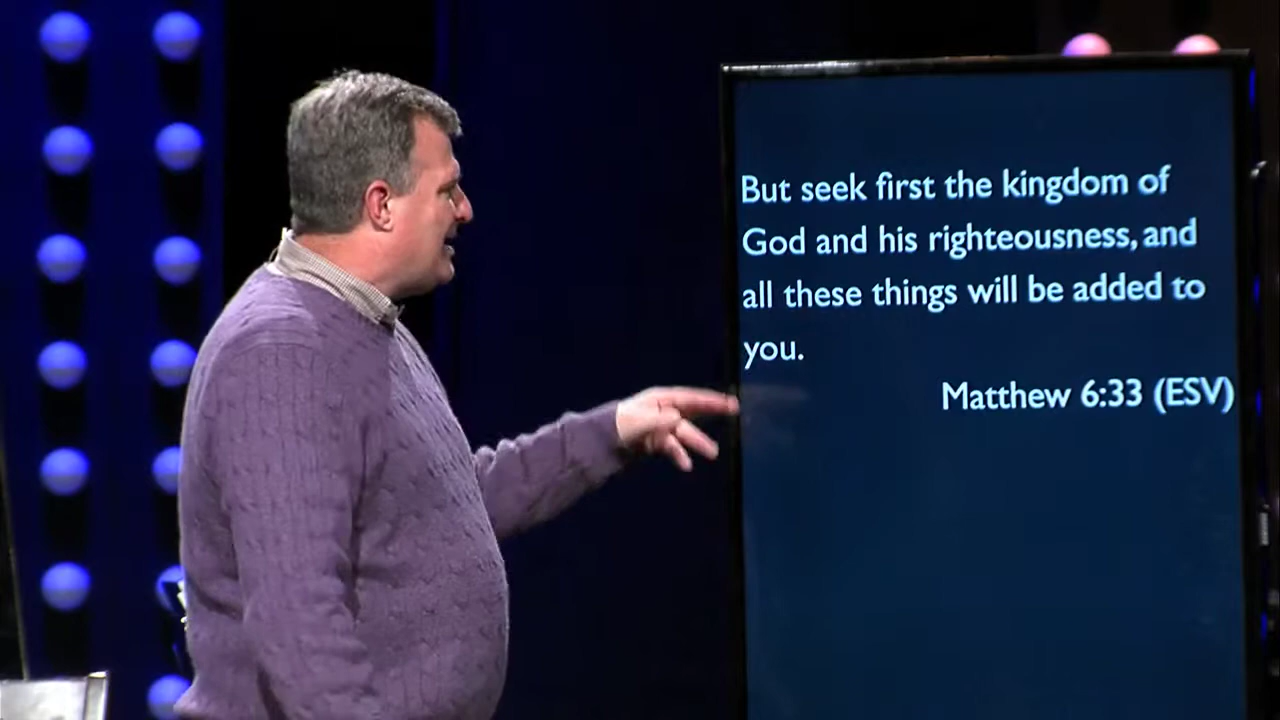 But seek first the kingdom of
God and his righteousness, and
all these things will be added to
you.
Matthew 6:33 (ESV)